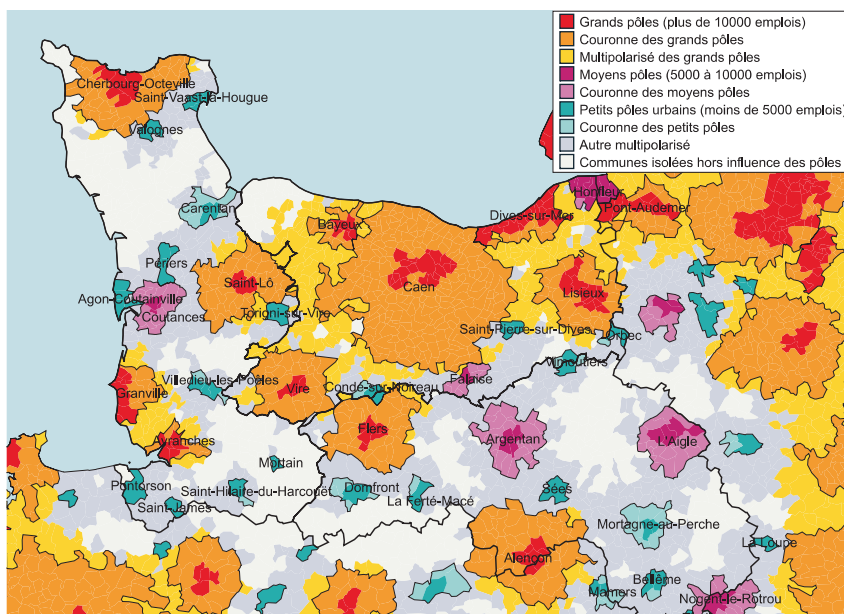 Grands pôles (plus de 10000 emplois)
Couronne des grands pôles
Multipolarisé des grands pôles
Moyens pôles (5000 à 10000 emplois)
Couronne des moyens pôles
Petits pôles urbains (moins de 5000 emplois)
Couronne des petits pôles
Autre multipolarisé
Communes isolées hors influence des pôles
Cherbourg-Octeville
Saint-Vaast-la-Hougue
Valognes
Carentan
Honfleur
Dives-sur-Mer
Pont-Audemer
Bayeux
Périers
Saint-Lô
Caen
Lisieux
Agon-Coutainville
Coutances
Torigni-sur-Vire
Saint-Pierre-sur-Dives
Orbec
Vimoutiers
Villedieu-les-Poêles
Falaise
Granville
Vire
Condé-sur-Noireau
Flers
Avranches
Argentan
L'Aigle
Mortain
Pontorson
Saint-Hilaire-du-Harcouët
Domfront
La Ferté-Macé
Sées
Saint-James
Mortagne-au-Perche
La Loupe
Alençon
Bellême
Mamers
Nogent-le-Rotrou